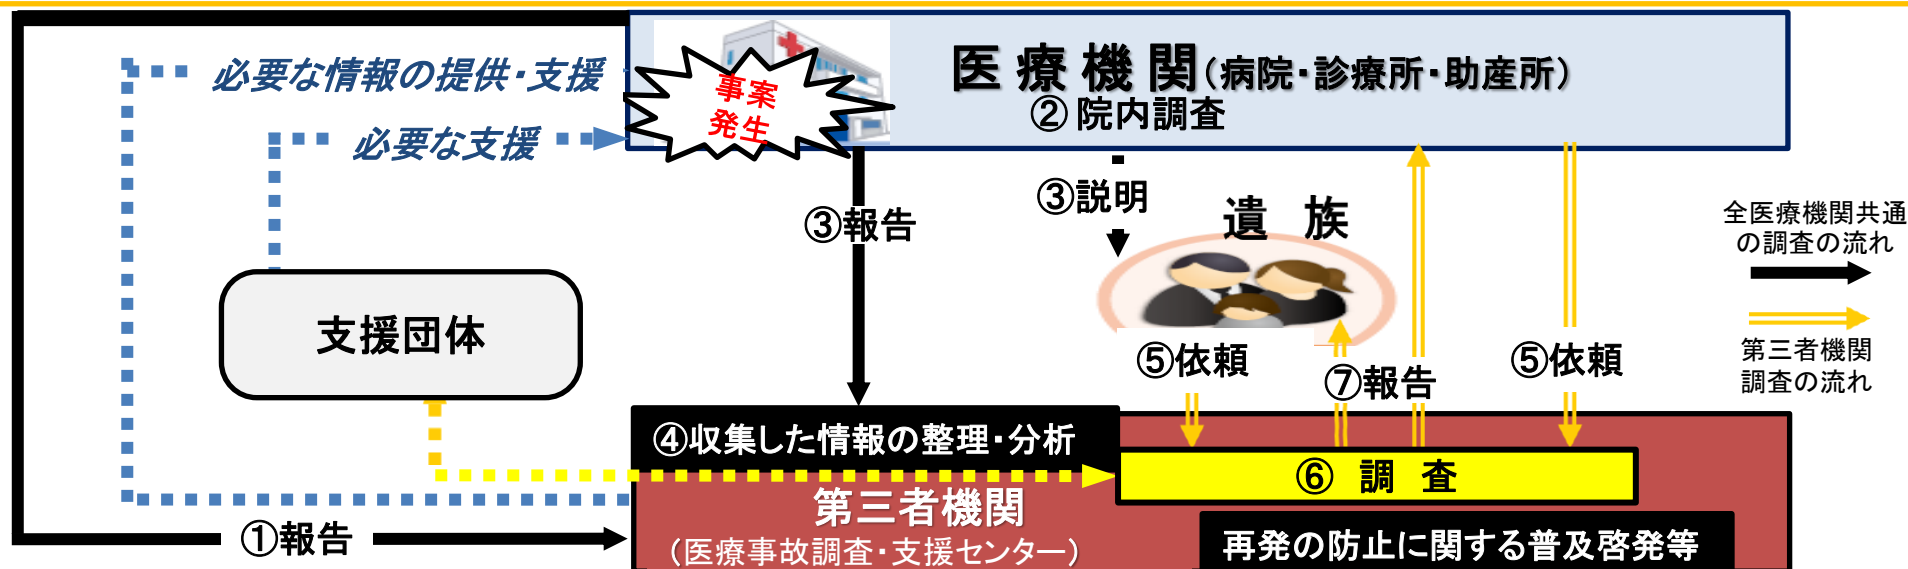 医療機関(病院・診療所・助産所)
必要な情報の提供・支援
事案
発生
②院内調査
必要な支援
③説明
③報告
遺 族
全医療機関共通
の調査の流れ
支援団体
第三者機関
調査の流れ
⑤依頼
⑦報告
⑤依頼
④収集した情報の整理・分析
⑥ 調 査
第三者機関
(医療事故調査・支援センター)
①報告
再発の防止に関する普及啓発等